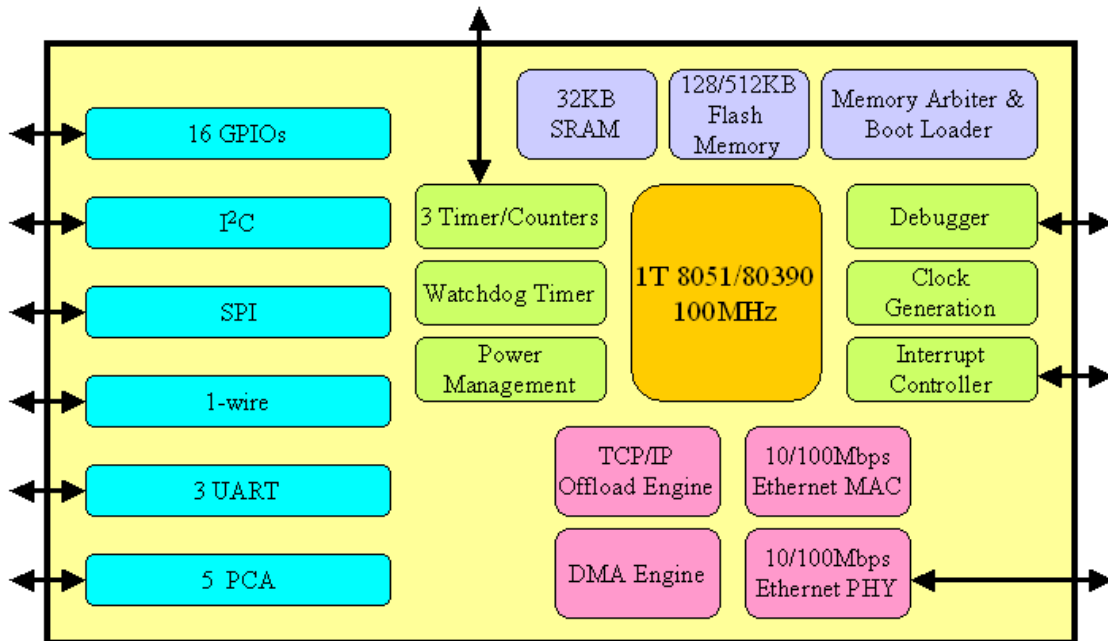 16 GPIOs
I²C
SPI
1-wire
3 UART
5 PCA
32KB
SRAM
128/512KB
Flash
Memory
Memory Arbiter &
Boot Loader
3 Timer/Counters
Watchdog Timer
Power
Management
1T 8051/80390
100MHz
Debugger
Clock
Generation
Interrupt
Controller
TCP/IP
Offload Engine
10/100Mbps
Ethernet MAC
DMA Engine
10/100Mbps
Ethernet PHY